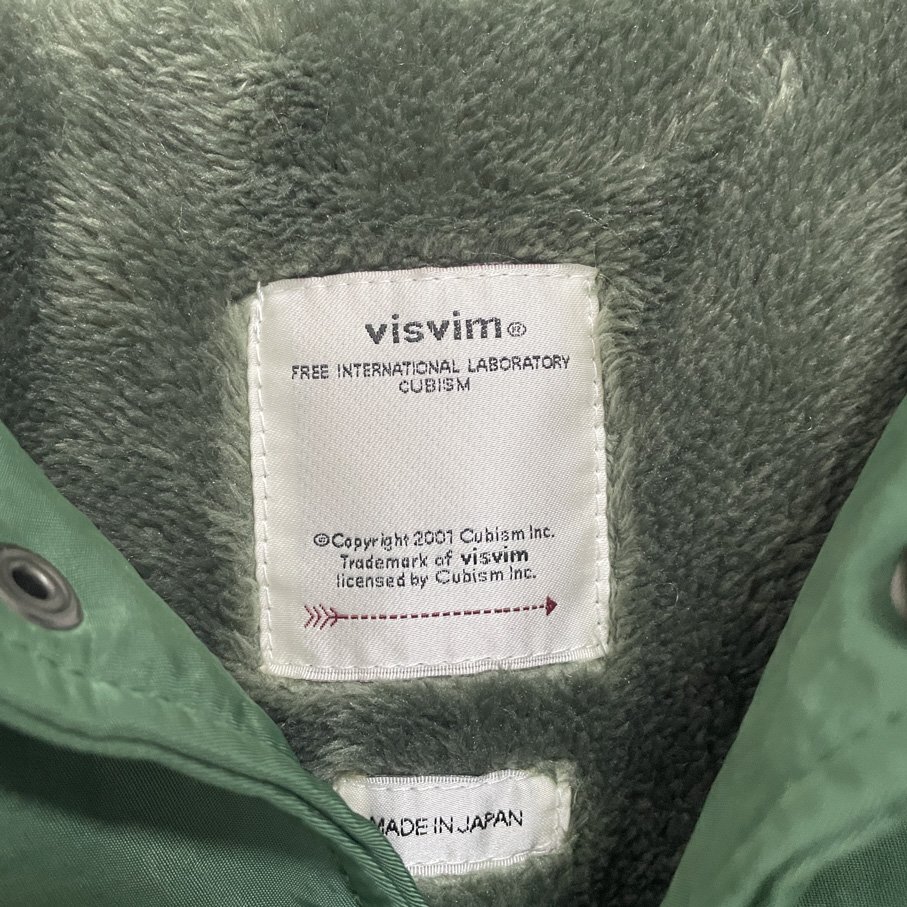 visvim®
FREE INTERNATIONAL LABORATORY
CUBISM
©Copyright 2001 Cubism Inc.
Trademark of visvim
licensed by Cubism Inc.
MADE IN JAPAN